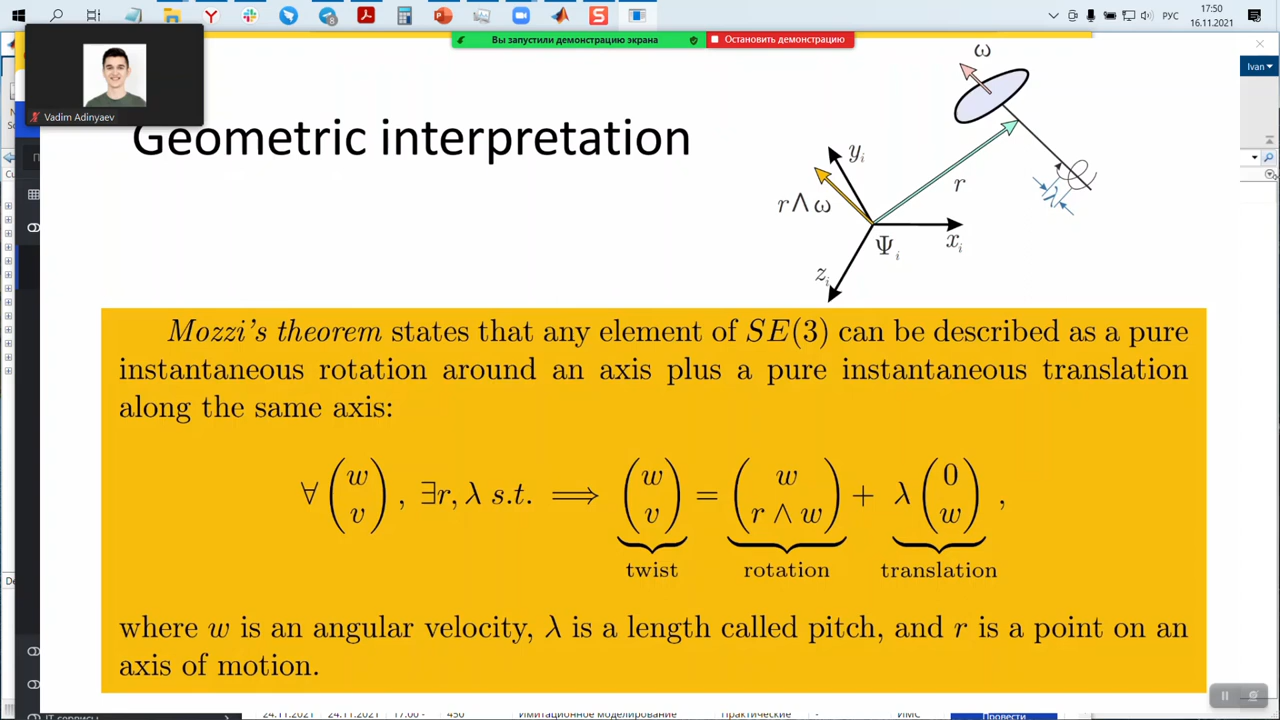 РУС
17:50
16.11.2021
Вы запустили демонстрацию экрана
Остановить демонстрацию
Ivan
Vadim Adinyaev
Geometric interpretation
ω
y_i
r
r ∧ ω
λ
Ψ_i
x_i
z_i
Mozzi's theorem states that any element of SE(3) can be described as a pure
instantaneous rotation around an axis plus a pure instantaneous translation
along the same axis:
∀ (w v), ∃r, λ s.t. ⟹ (w v) = (w r ∧ w) + λ (0 w),
twist rotation translation
where w is an angular velocity, λ is a length called pitch, and r is a point on an
axis of motion.
IT-сервисы
24.11.2021 24.11.2021 17:00 - 450 Имитационное моделирование Практические - ИМС Провести